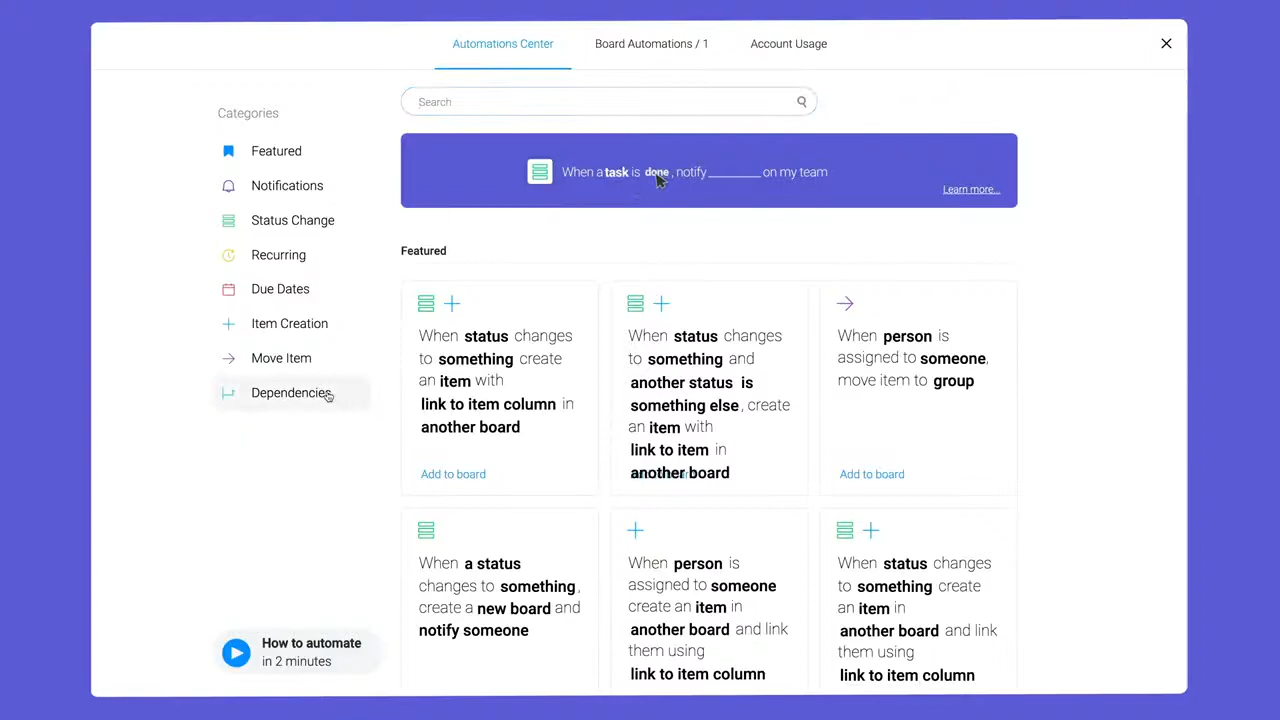 Automations Center
Board Automations / 1
Account Usage
Search
Categories
Featured
Notifications
Status Change
Recurring
Due Dates
Item Creation
Move Item
Dependencies
How to automate
in 2 minutes
When a task is done, notify ________ on my team
Learn more...
Featured
When status changes
to something create
an item with
link to item column in
another board
Add to board
When status changes
to something and
another status is
something else, create
an item with
link to item in
another board
When person is
assigned to someone.
move item to group
Add to board
When a status
changes to something,
create a new board and
notify someone
When person is
assigned to someone
create an item in
another board and link
them using
link to item column
When status changes
to something create
an item in
another board and link
them using
link to item column